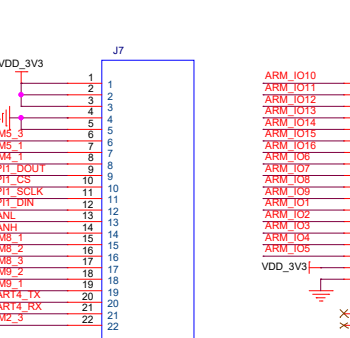 J7
VDD_3V3
1 1
2 2
3 3
4 4
5 5
M5_3 6 6
M5_1 7 7
M4_1 8 8
PI1_DOUT 9 9
PI1_CS 10 10
PI1_SCLK 11 11
PI1_DIN 12 12
ANL 13 13
ANH 14 14
M8_1 15 15
M8_2 16 16
M8_3 17 17
M9_2 18 18
M9_1 19 19
ART4_TX 20 20
ART4_RX 21 21
M2_3 22 22
ARM_IO10
ARM_IO11
ARM_IO12
ARM_IO13
ARM_IO14
ARM_IO15
ARM_IO16
ARM_IO6
ARM_IO7
ARM_IO8
ARM_IO9
ARM_IO1
ARM_IO2
ARM_IO3
ARM_IO4
ARM_IO5
VDD_3V3